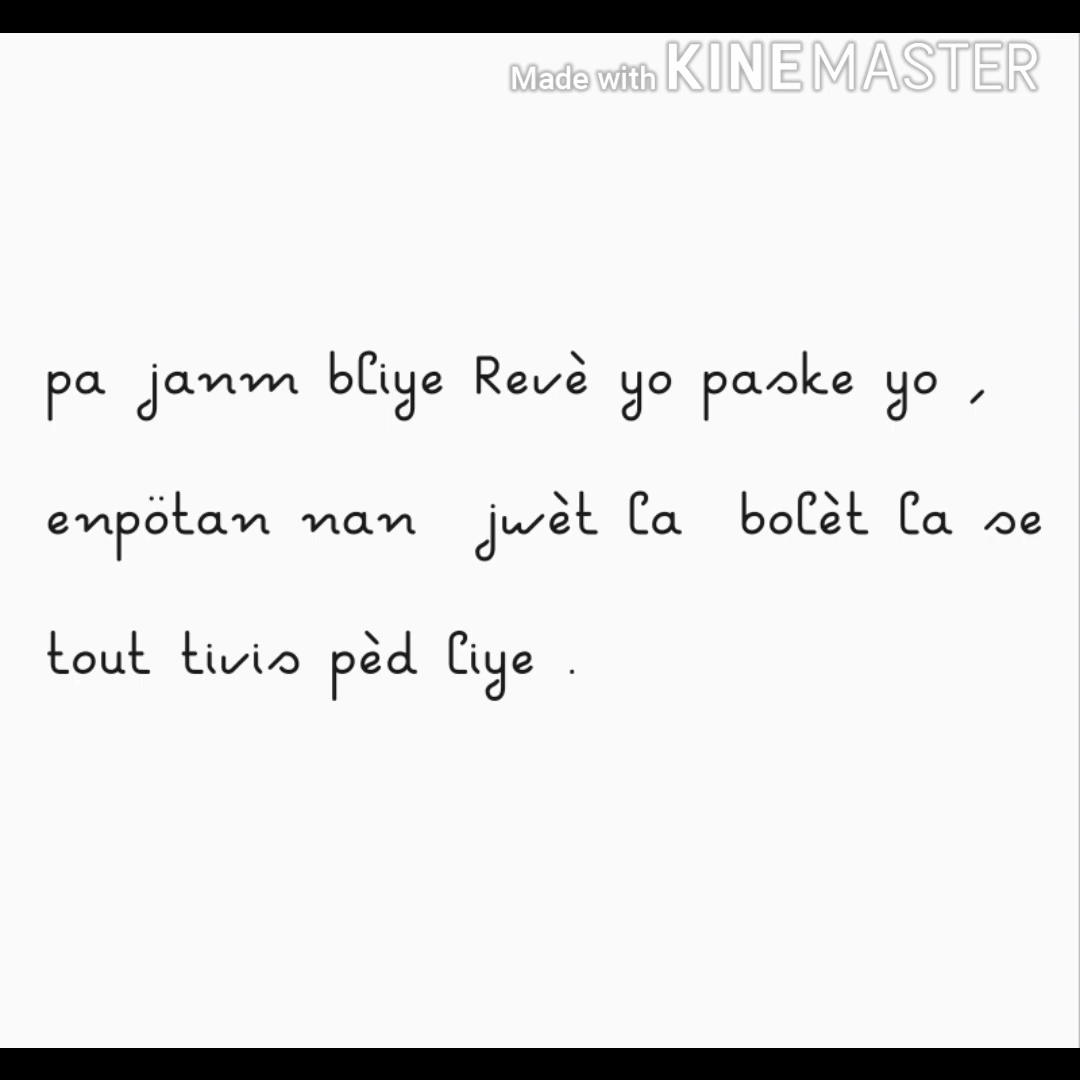 Made with KINEMASTER
pa janm bliye Revè yo paske yo ,
enpötan nan jwèt la bolèt la se
tout tivis pèd liye .